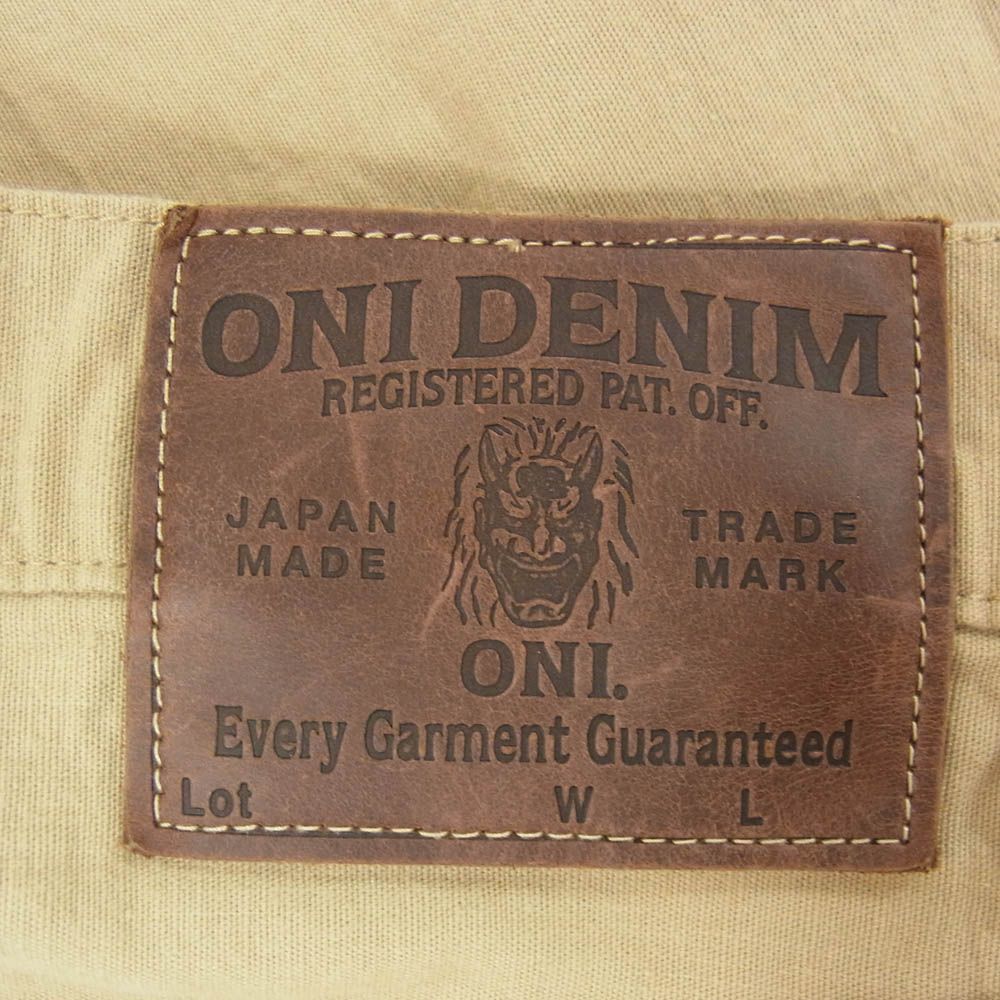 ONI DENIM
REGISTERED PAT. OFF.
JAPAN MADE
TRADE MARK
ONI.
Every Garment Guaranteed
Lot W L